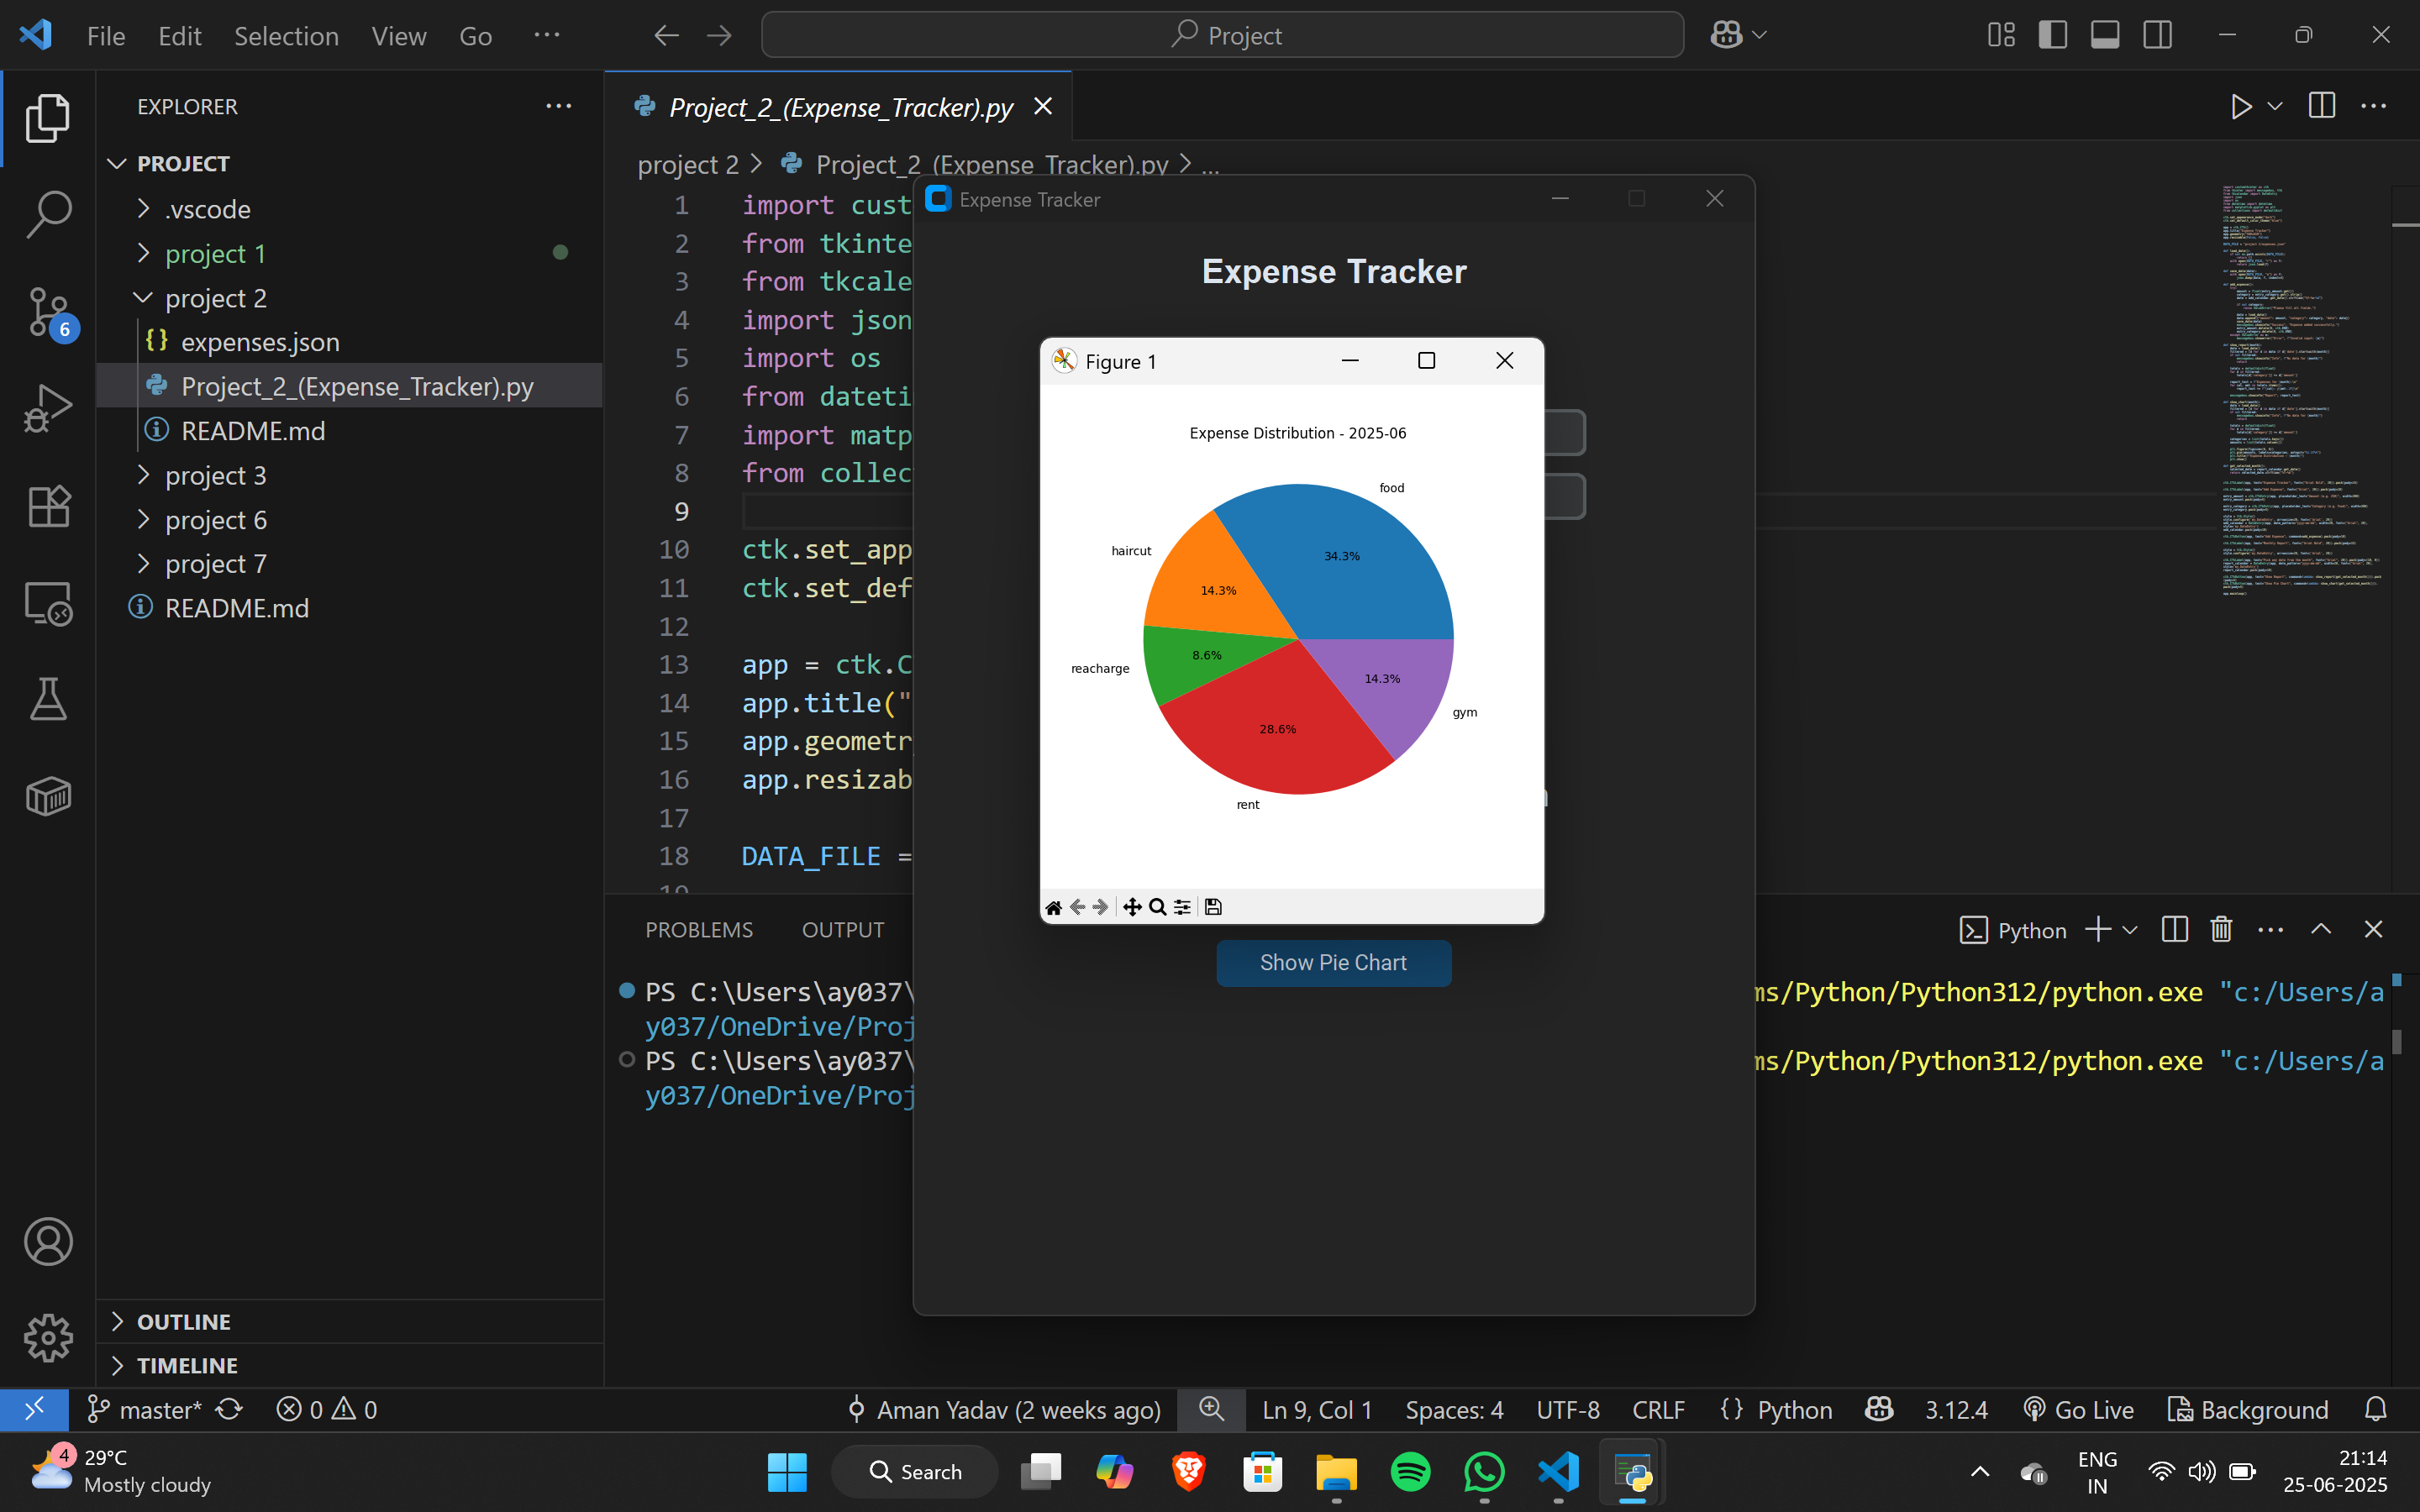 File Edit Selection View Go ...
Project
EXPLORER
PROJECT
.vscode
project 1
project 2
{} expenses.json
Project_2_(Expense_Tracker).py
README.md
project 3
project 6
project 7
README.md
OUTLINE
TIMELINE
6
Project_2_(Expense_Tracker).py
project 2 > Project_2_(Expense_Tracker).py > ...
1 import cust
2 from tkinte
3 from tkcale
4 import json
5 import os
6 from dateti
7 import matp
8 from collec
9
10 ctk.set_app
11 ctk.set_def
12
13 app = ctk.C
14 app.title("
15 app.geometr
16 app.resizab
17
18 DATA_FILE =
19
Expense Tracker
Expense Tracker
Figure 1
Expense Distribution - 2025-06
food
34.3%
haircut
14.3%
reacharge
8.6%
rent
28.6%
gym
14.3%
Show Pie Chart
PROBLEMS OUTPUT
Python
PS C:\Users\ay037\
ms/Python/Python312/python.exe "c:/Users/a
y037/OneDrive/Proj
PS C:\Users\ay037\
ms/Python/Python312/python.exe "c:/Users/a
y037/OneDrive/Proj
master* 0 0
Aman Yadav (2 weeks ago) Ln 9, Col 1 Spaces: 4 UTF-8 CRLF {} Python 3.12.4 Go Live Background
4
29°C
Mostly cloudy
Search
ENG
IN
21:14
25-06-2025